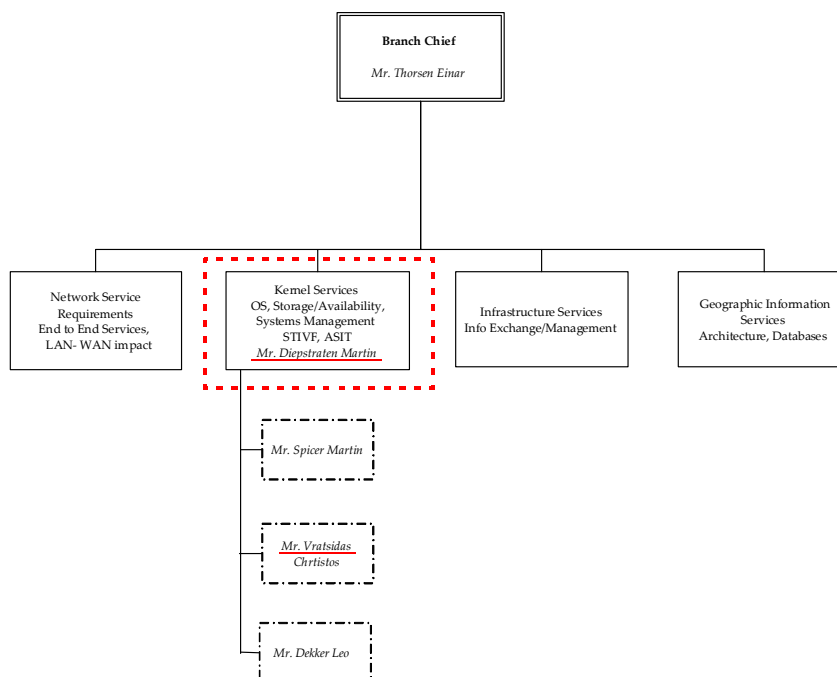 Branch Chief
Mr. Thorsen Einar
Network Service
Requirements
End to End Services,
LAN- WAN impact
Kernel Services
OS, Storage/Availability,
Systems Management
STIVF, ASIT
Mr. Diepstraten Martin
Infrastructure Services
Info Exchange/Management
Geographic Information
Services
Architecture, Databases
Mr. Spicer Martin
Mr. Vratsidas
Chrtistos
Mr. Dekker Leo